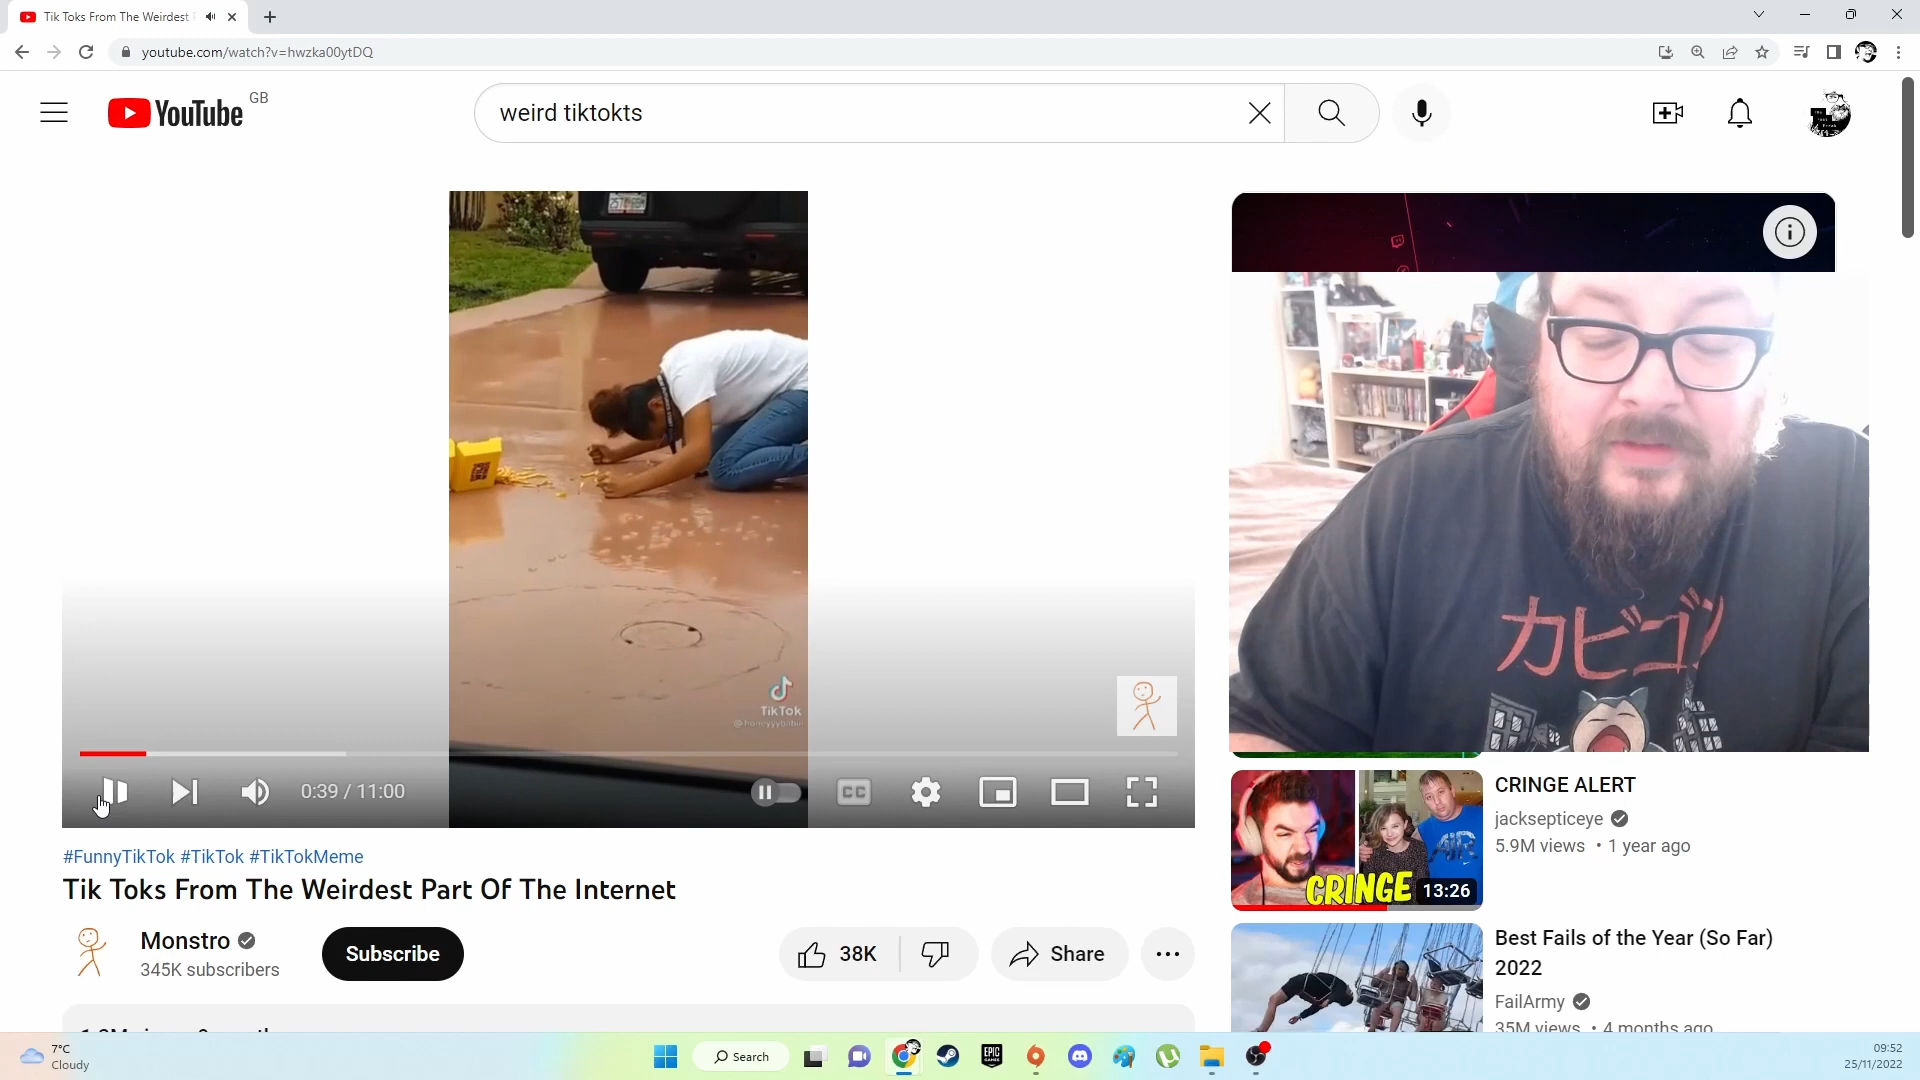 Tik Toks From The Weirdest
youtube.com/watch?v=hwzka00ytDQ
YouTube GB
weird tiktokts
TikTok
カビゴン
0:39 / 11:00
CC
#FunnyTikTok #TikTok #TikTokMeme
Tik Toks From The Weirdest Part Of The Internet
Monstro
345K subscribers
Subscribe
38K
Share
CRINGE ALERT
jacksepticeye
5.9M views • 1 year ago
CRINGE
13:26
Best Fails of the Year (So Far)
2022
FailArmy
35M views • 4 months ago
7°C
Cloudy
Search
EPIC
GAMES
09:52
25/11/2022